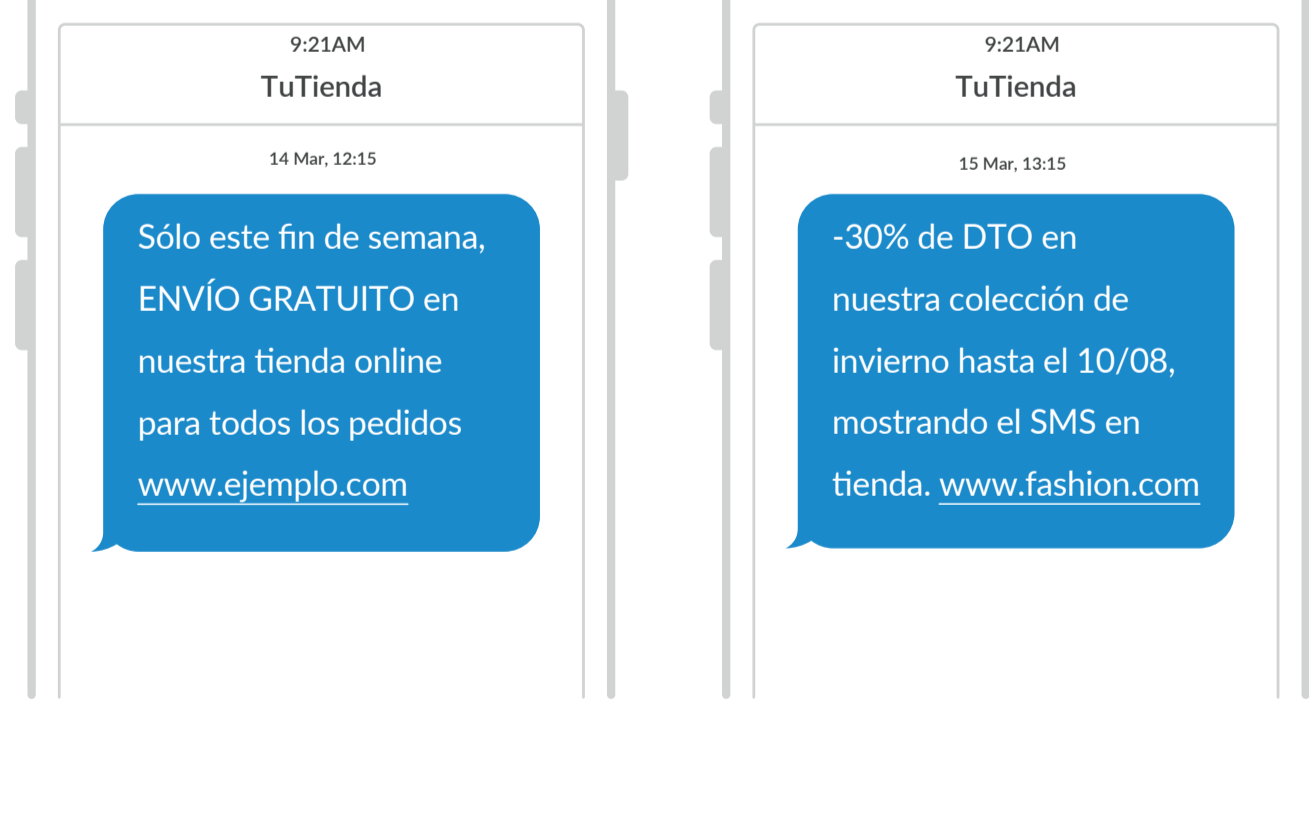 9:21AM
TuTienda
14 Mar, 12:15
Sólo este fin de semana,
ENVÍO GRATUITO en
nuestra tienda online
para todos los pedidos
www.ejemplo.com
9:21AM
TuTienda
15 Mar, 13:15
-30% de DTO en
nuestra colección de
invierno hasta el 10/08,
mostrando el SMS en
tienda. www.fashion.com